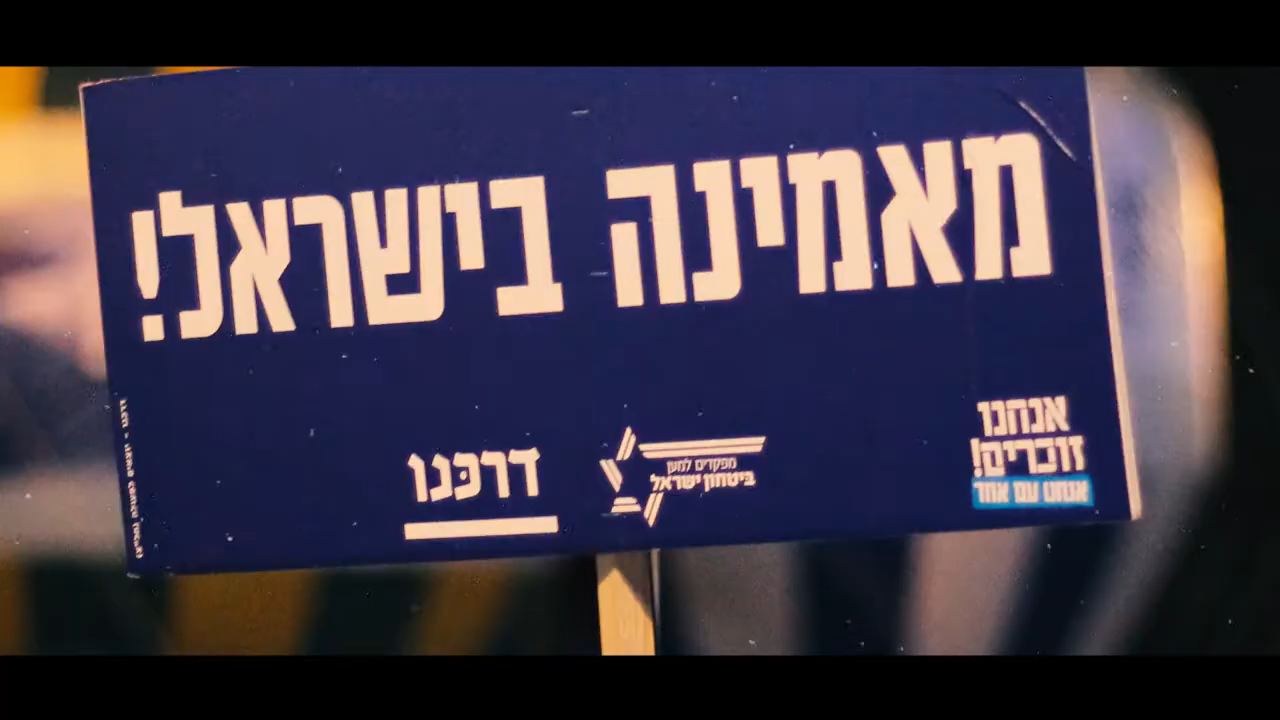 מאמינה בישראל!
אנחנו
זוכרים!
אנחנו עם אחד
מפקדים למען
ביטחון ישראל
דרכנו